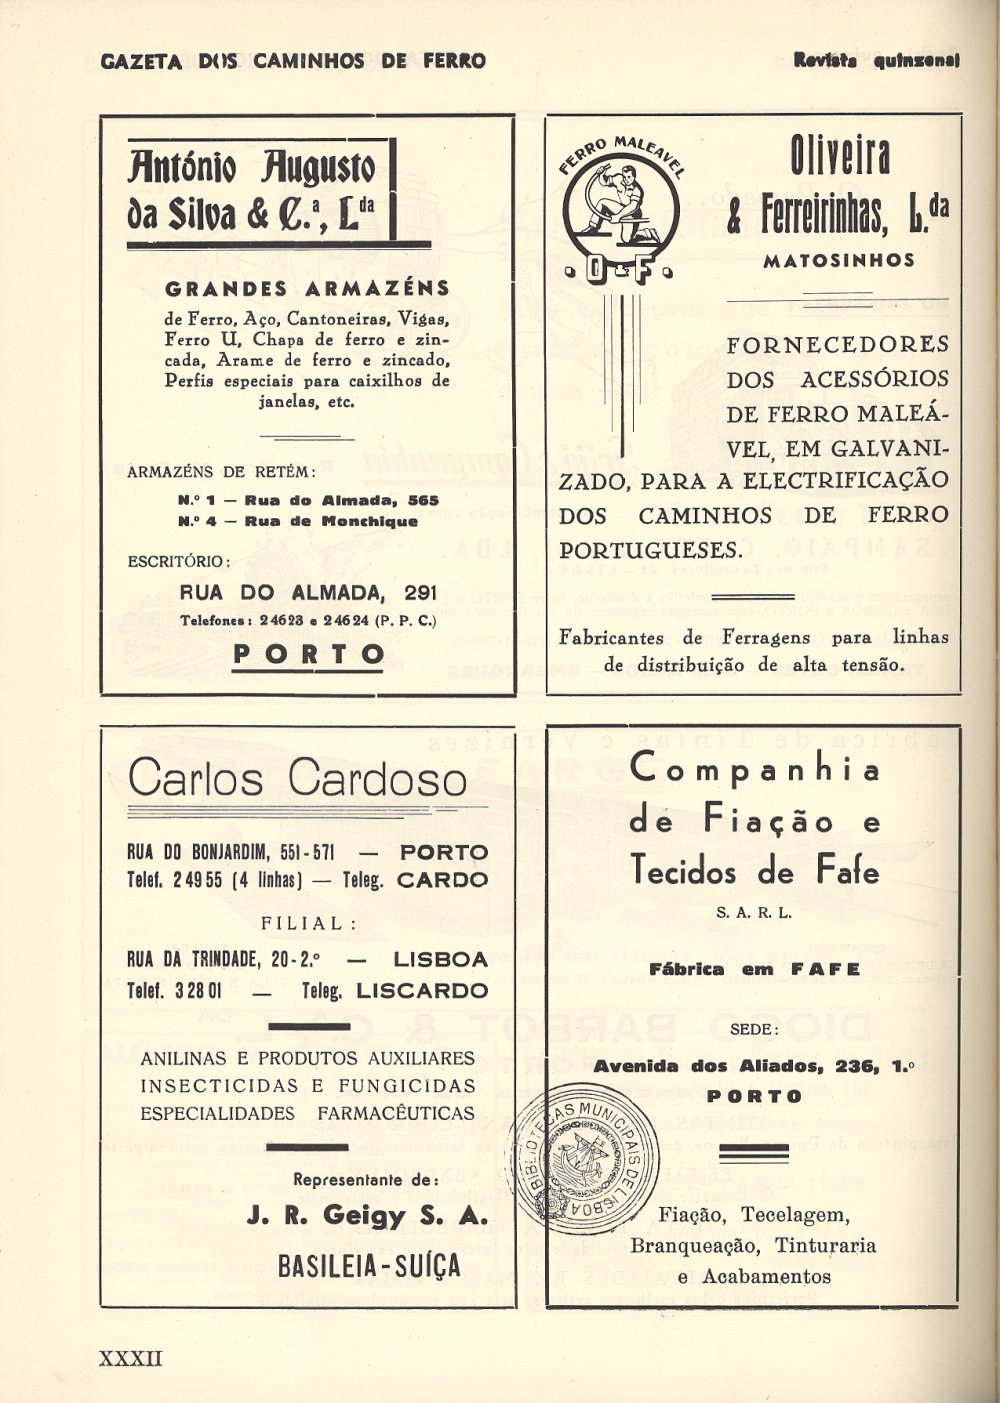 GAZETA DOS CAMINHOS DE FERRO
Revista quinzenal
António Augusto
da Silva & C.ª, Lda
GRANDES ARMAZÉNS
de Ferro, Aço, Cantoneiras, Vigas,
Ferro U, Chapa de ferro e zin-
cada, Arame de ferro e zincado,
Perfis especiais para caixilhos de
janelas, etc.
ARMAZÉNS DE RETÉM:
N.º 1 — Rua do Almada, 565
N.º 4 — Rua de Monchique
ESCRITÓRIO:
RUA DO ALMADA, 291
Telefones: 24623 e 24624 (P. P. C.)
PORTO
FERRO MALEAVEL
O & F
Oliveira
& Ferreirinhas, L.da
MATOSINHOS
FORNECEDORES
DOS ACESSÓRIOS
DE FERRO MALEÁ-
VEL, EM GALVANI-
ZADO, PARA A ELECTRIFICAÇÃO
DOS CAMINHOS DE FERRO
PORTUGUESES.
Fabricantes de Ferragens para linhas
de distribuição de alta tensão.
Carlos Cardoso
RUA DO BONJARDIM, 551-571 — PORTO
Telef. 24955 (4 linhas) — Teleg. CARDO
FILIAL:
RUA DA TRINDADE, 20-2.º — LISBOA
Telef. 32801 — Teleg. LISCARDO
ANILINAS E PRODUTOS AUXILIARES
INSECTICIDAS E FUNGICIDAS
ESPECIALIDADES FARMACÊUTICAS
Representante de:
J. R. Geigy S. A.
BASILEIA-SUÍÇA
Companhia
de Fiação e
Tecidos de Fafe
S. A. R. L.
Fábrica em FAFE
SEDE:
Avenida dos Aliados, 236, 1.º
PORTO
BIBLIOTECAS MUNICIPAIS DE LISBOA
Fiação, Tecelagem,
Branqueação, Tinturaria
e Acabamentos
XXXII